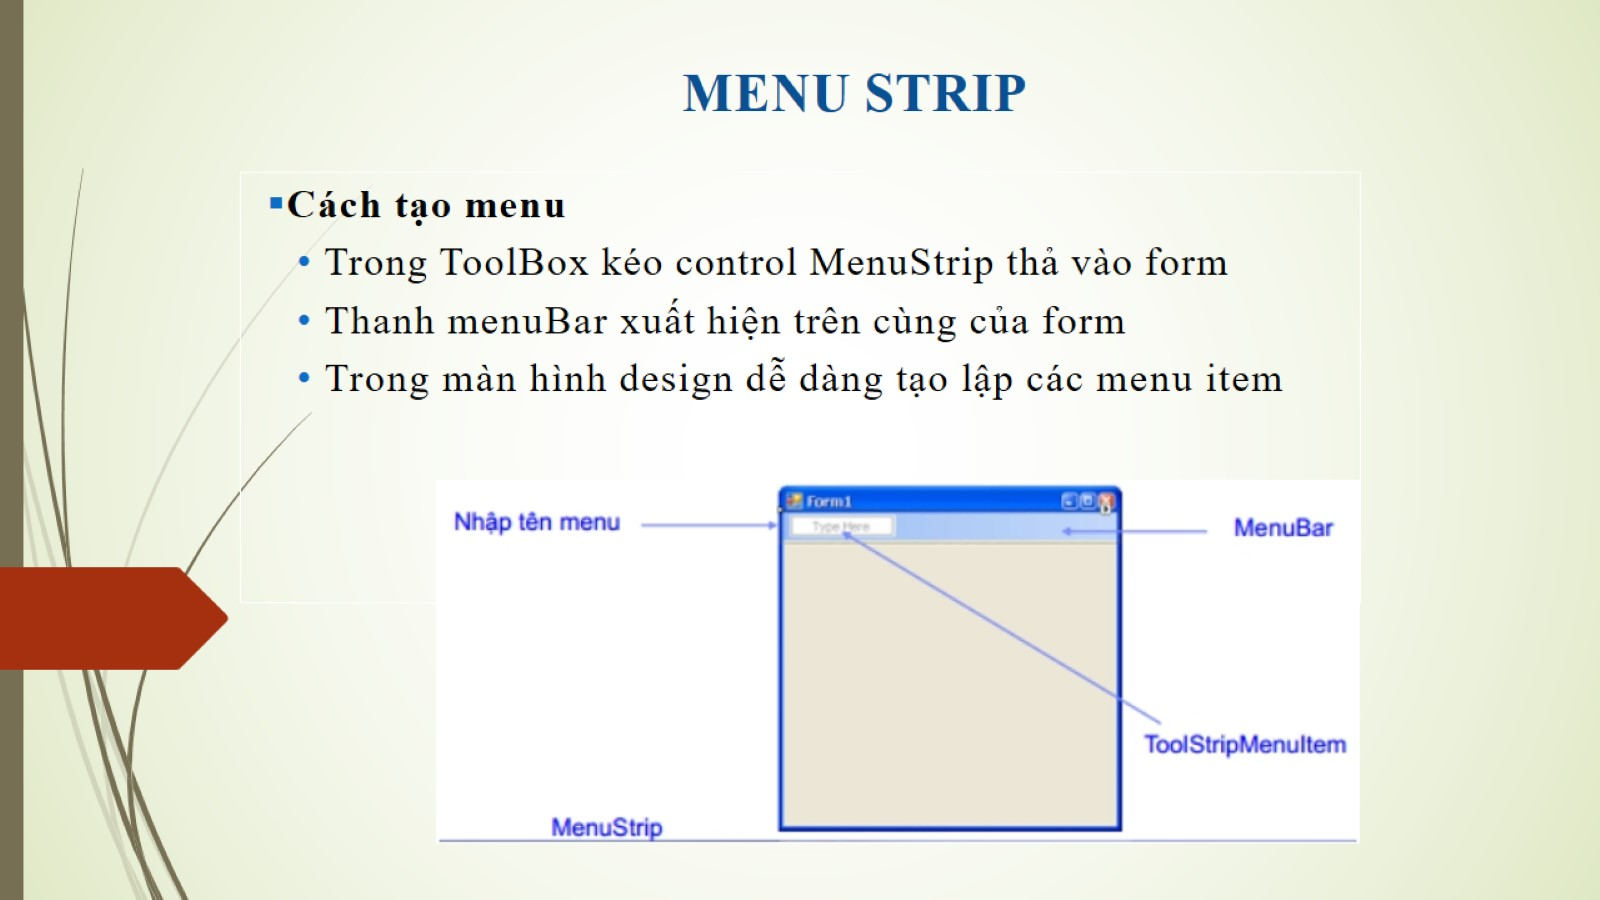 MENU STRIP
Cách tạo menu
Trong ToolBox kéo control MenuStrip thả vào form
Thanh menuBar xuất hiện trên cùng của form
Trong màn hình design dễ dàng tạo lập các menu item
Form1
Nhập tên menu
Type Here
MenuBar
ToolStripMenuItem
MenuStrip